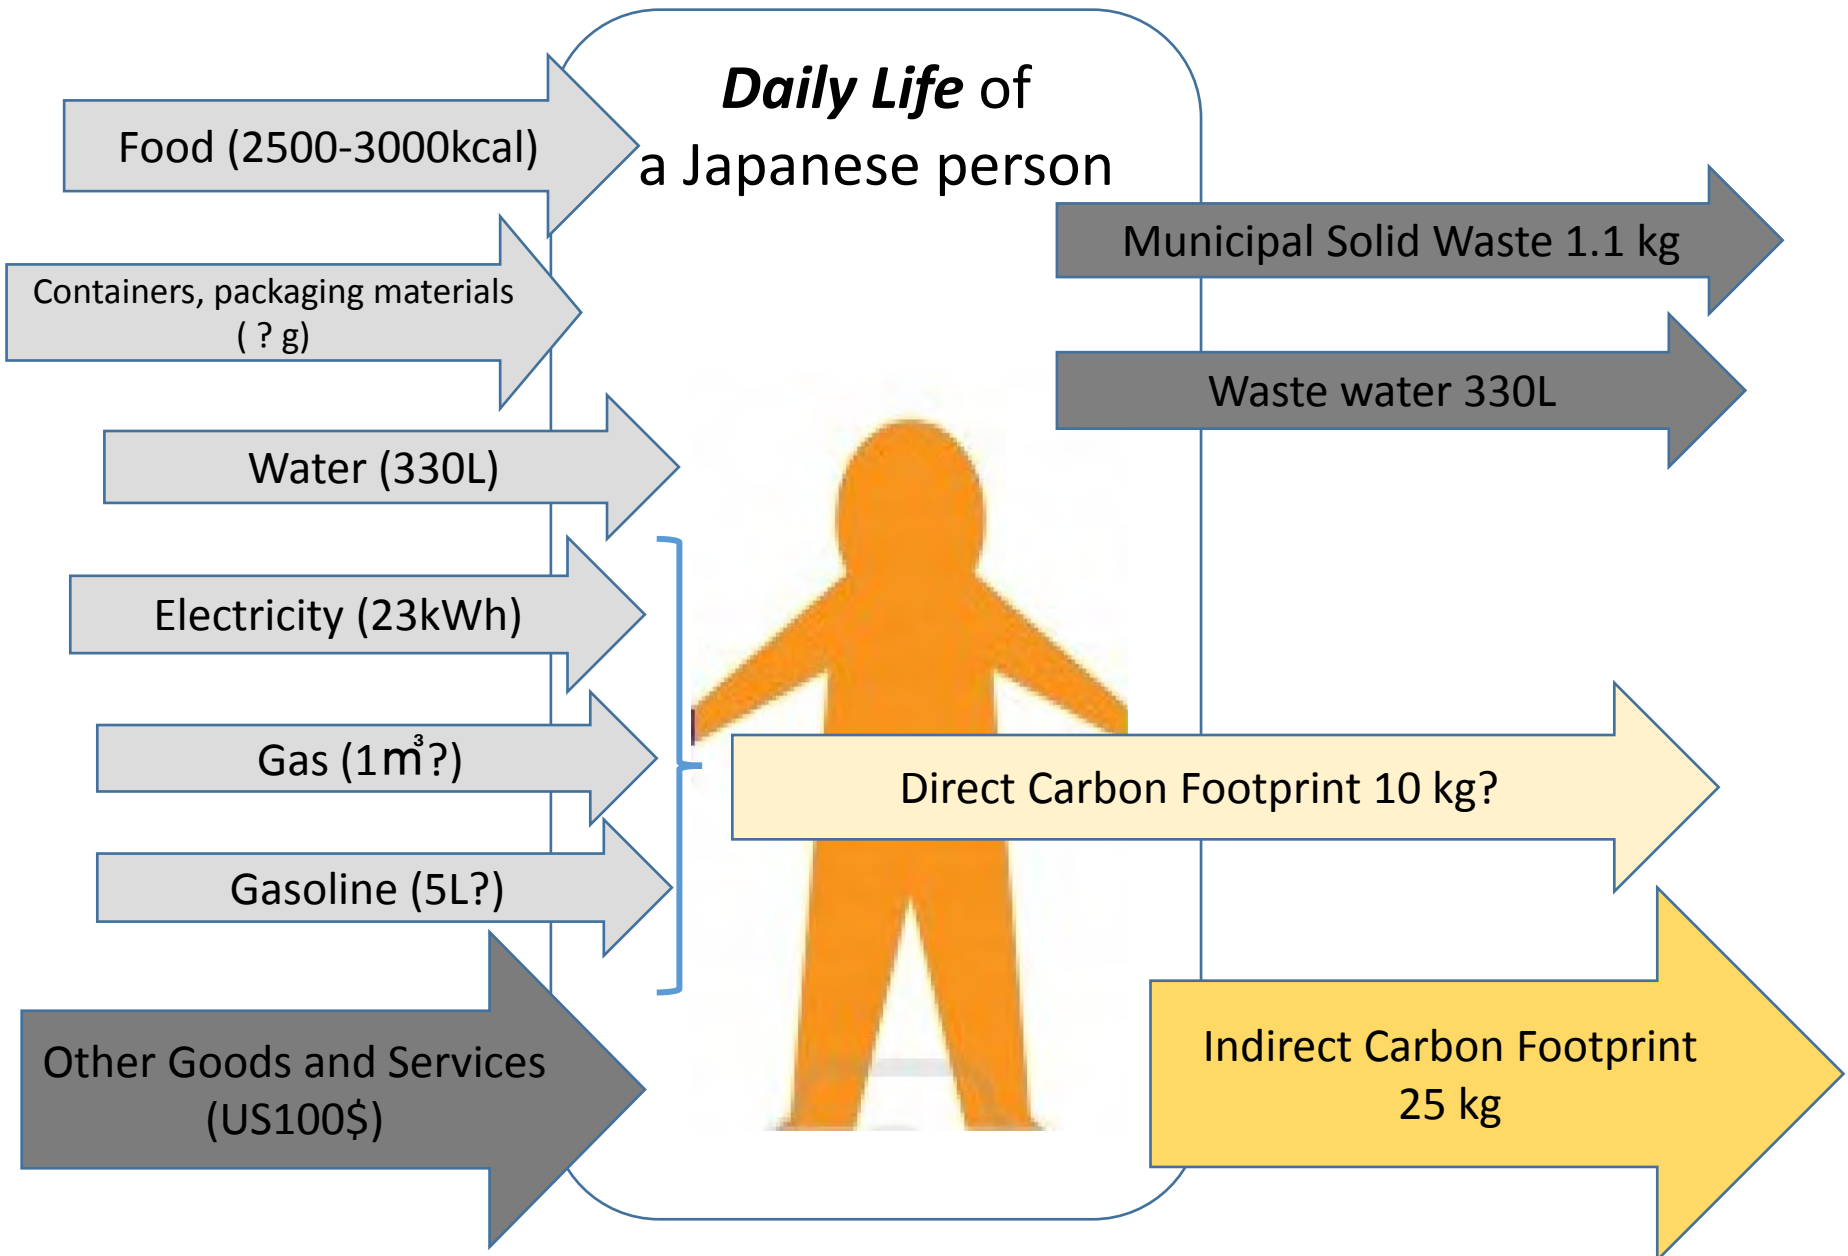 Daily Life of
a Japanese person
Food (2500-3000kcal)
Containers, packaging materials
( ? g)
Water (330L)
Electricity (23kWh)
Gas (1㎥?)
Gasoline (5L?)
Other Goods and Services
(US100$)
Municipal Solid Waste 1.1 kg
Waste water 330L
Direct Carbon Footprint 10 kg?
Indirect Carbon Footprint
25 kg